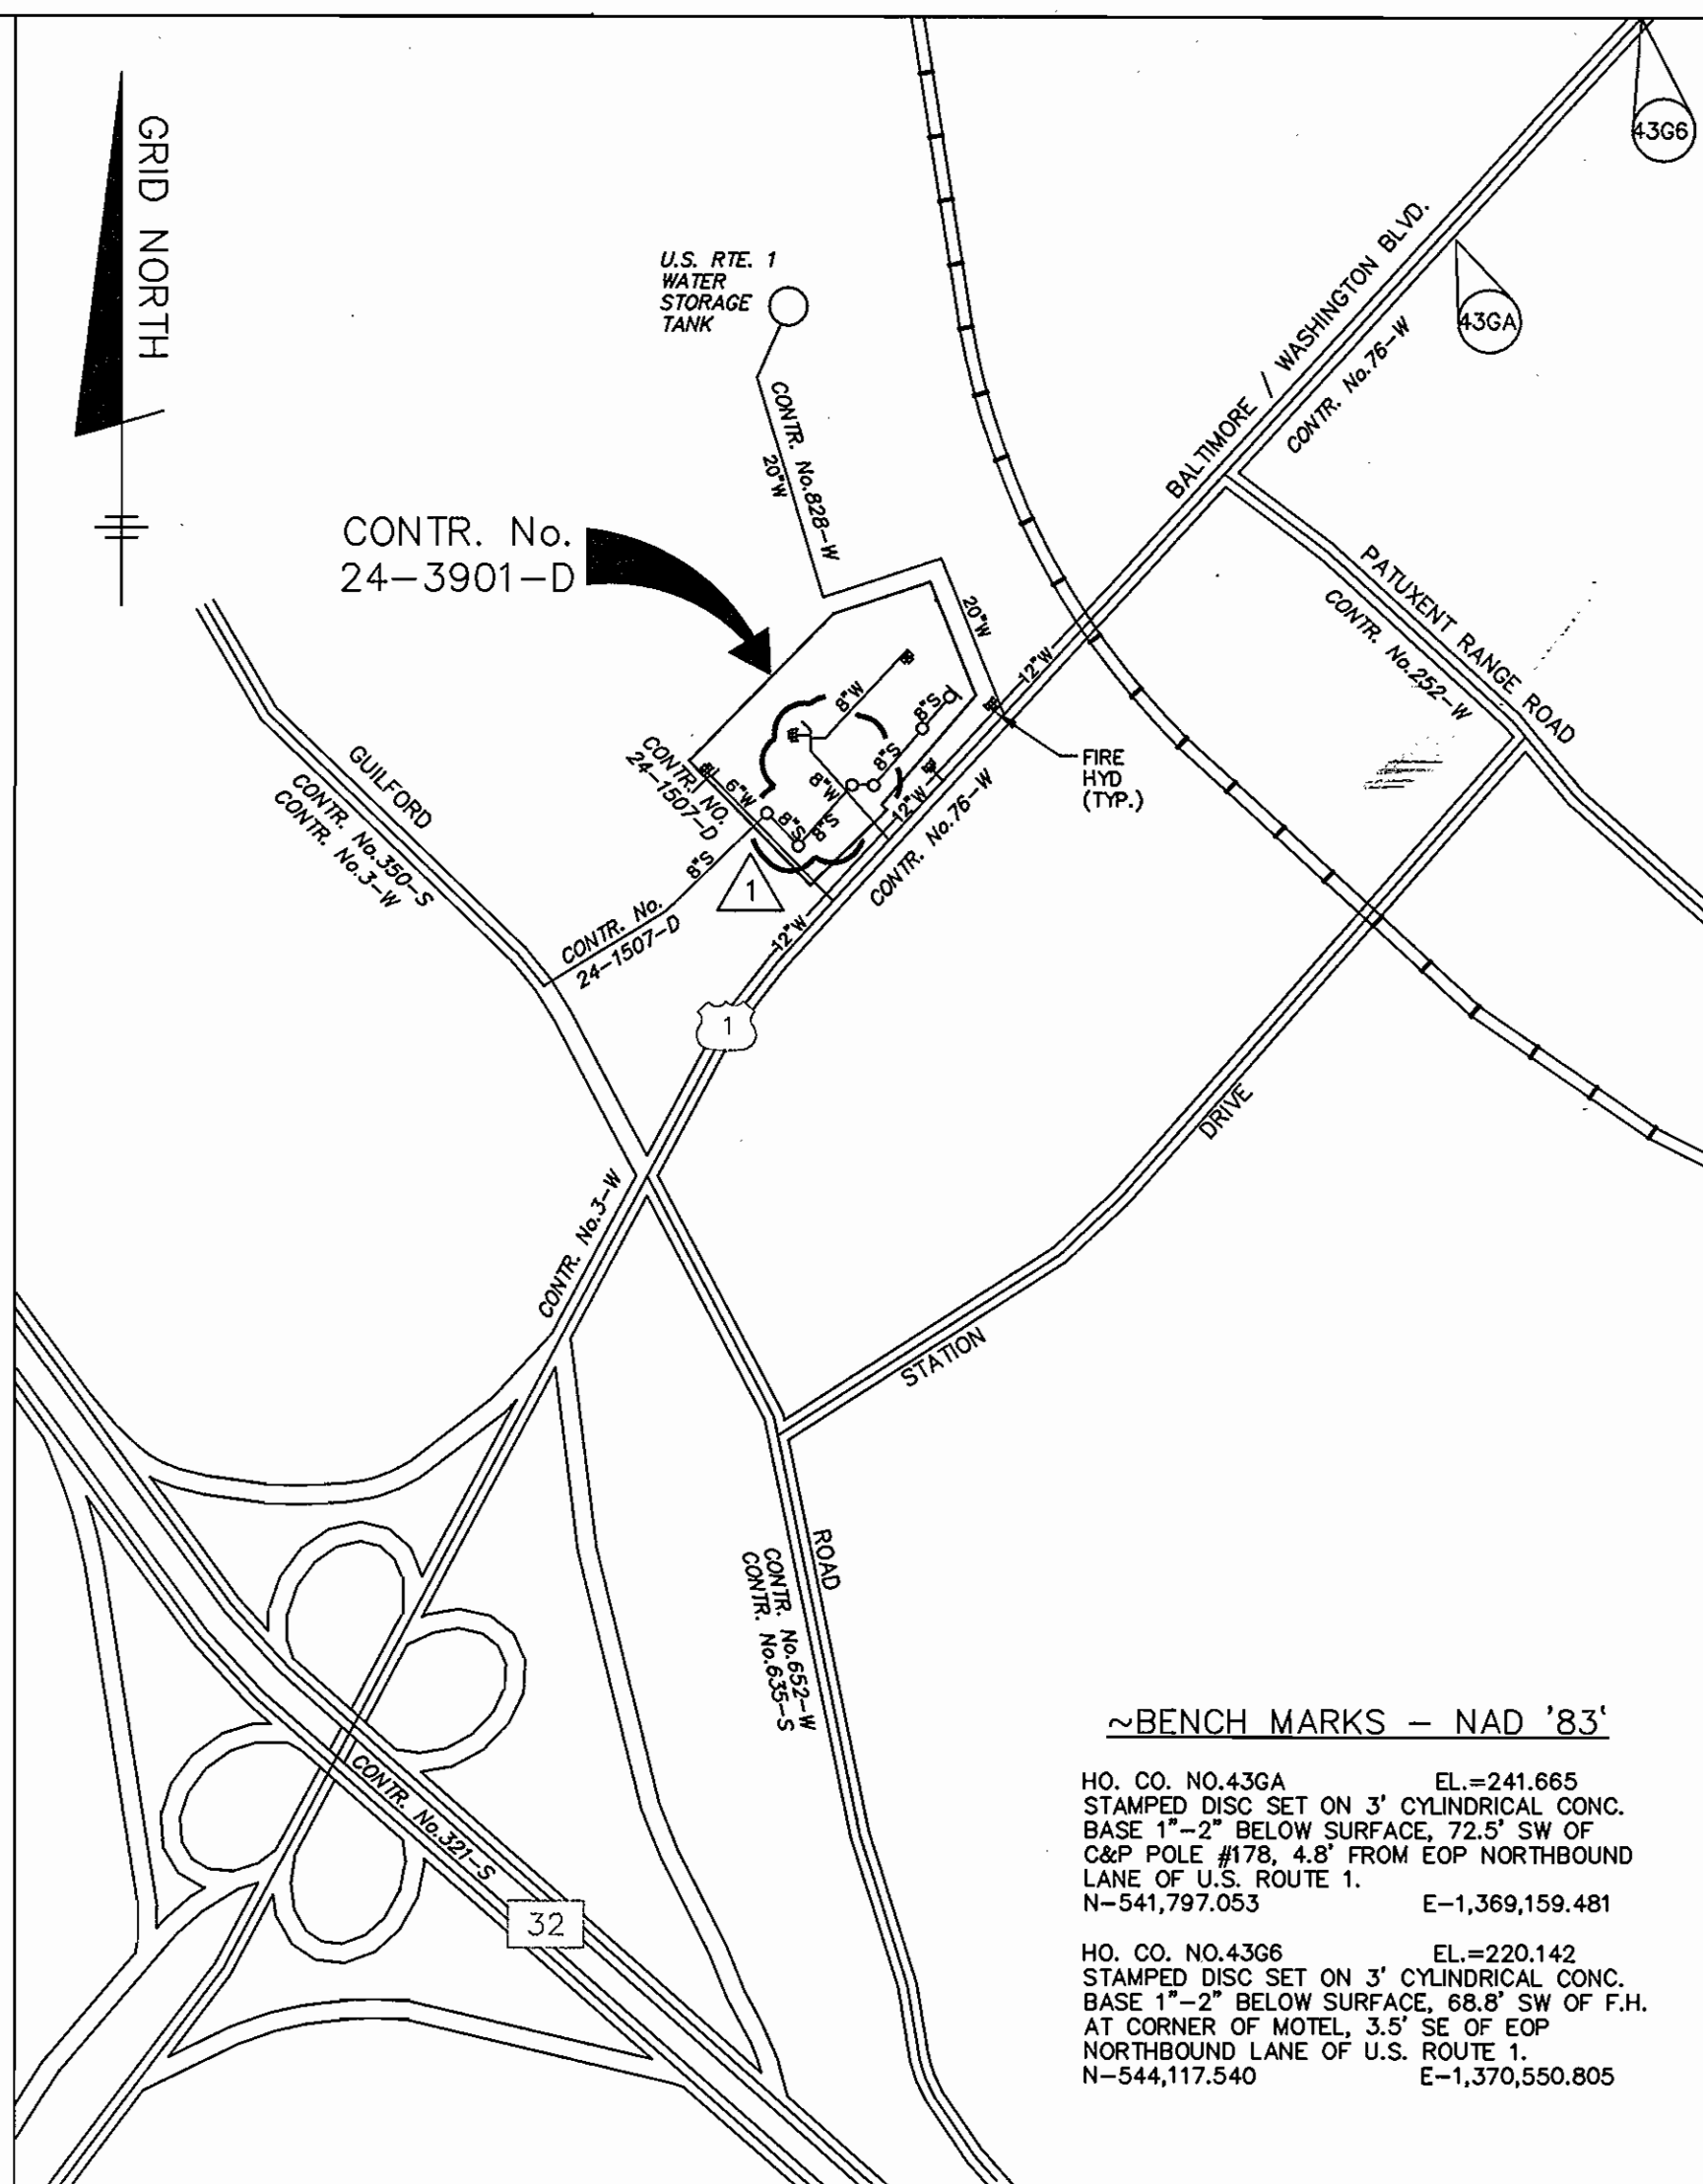 GRID NORTH
43G6
43GA
U.S. RTE. 1
WATER
STORAGE
TANK
BALTIMORE / WASHINGTON BLVD.
CONTR. No.76-W
CONTR. No.828-W
20"W
CONTR. No.
24-3901-D
20"W
12"W
PATUXENT RANGE ROAD
CONTR. No.252-W
8"W
8"S
8"S
8"W
FIRE
HYD
(TYP.)
CONTR. NO.
24-1507-D
6"W
8"S
8"S
12"W
CONTR. No.76-W
GUILFORD
CONTR. No.350-S
CONTR. No.3-W
8"S
1
CONTR. No.
24-1507-D
12"W
1
DRIVE
CONTR. No.3-W
STATION
ROAD
CONTR. No.652-W
CONTR. No.635-S
CONTR. No.321-S
32
~BENCH MARKS - NAD '83'
HO. CO. NO.43GA EL.=241.665
STAMPED DISC SET ON 3' CYLINDRICAL CONC.
BASE 1"-2" BELOW SURFACE, 72.5' SW OF
C&P POLE #178, 4.8' FROM EOP NORTHBOUND
LANE OF U.S. ROUTE 1.
N-541,797.053 E-1,369,159.481
HO. CO. NO.43G6 EL.=220.142
STAMPED DISC SET ON 3' CYLINDRICAL CONC.
BASE 1"-2" BELOW SURFACE, 68.8' SW OF F.H.
AT CORNER OF MOTEL, 3.5' SE OF EOP
NORTHBOUND LANE OF U.S. ROUTE 1.
N-544,117.540 E-1,370,550.805